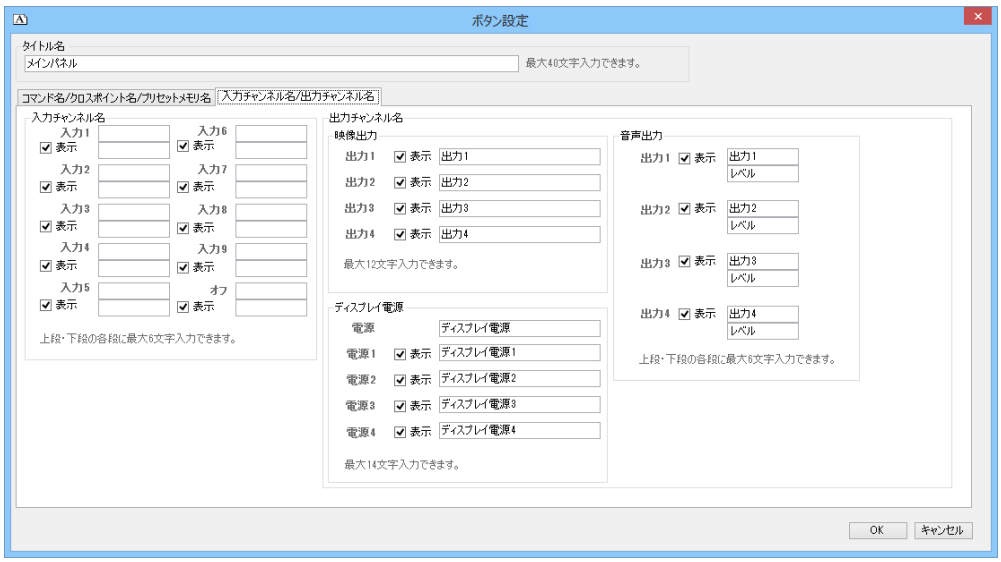 A
ボタン設定
×
タイトル名
メインパネル
最大40文字入力できます。
コマンド名/クロスポイント名/プリセットメモリ名
入力チャンネル名/出力チャンネル名
入力チャンネル名
入力1
表示
入力6
表示
入力2
表示
入力7
表示
入力3
表示
入力8
表示
入力4
表示
入力9
表示
入力5
表示
オフ
表示
上段・下段の各段に最大6文字入力できます。
出力チャンネル名
映像出力
出力1 表示 出力1
出力2 表示 出力2
出力3 表示 出力3
出力4 表示 出力4
最大12文字入力できます。
ディスプレイ電源
電源 ディスプレイ電源
電源1 表示 ディスプレイ電源1
電源2 表示 ディスプレイ電源2
電源3 表示 ディスプレイ電源3
電源4 表示 ディスプレイ電源4
最大14文字入力できます。
音声出力
出力1 表示 出力1
レベル
出力2 表示 出力2
レベル
出力3 表示 出力3
レベル
出力4 表示 出力4
レベル
上段・下段の各段に最大6文字入力できます。
OK
キャンセル